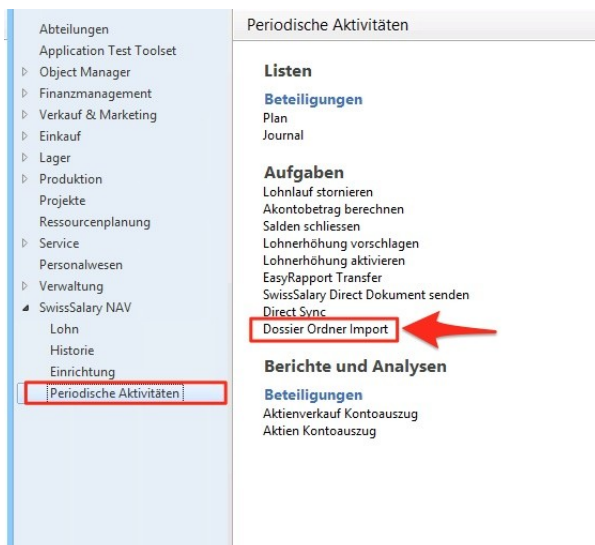 Abteilungen
Application Test Toolset
Object Manager
Finanzmanagement
Verkauf & Marketing
Einkauf
Lager
Produktion
Projekte
Ressourcenplanung
Service
Personalwesen
Verwaltung
SwissSalary NAV
Lohn
Historie
Einrichtung
Periodische Aktivitäten
Periodische Aktivitäten
Listen
Beteiligungen
Plan
Journal
Aufgaben
Lohnlauf stornieren
Akontobetrag berechnen
Salden schliessen
Lohnerhöhung vorschlagen
Lohnerhöhung aktivieren
EasyRapport Transfer
SwissSalary Direct Dokument senden
Direct Sync
Dossier Ordner Import
Berichte und Analysen
Beteiligungen
Aktienverkauf Kontoauszug
Aktien Kontoauszug